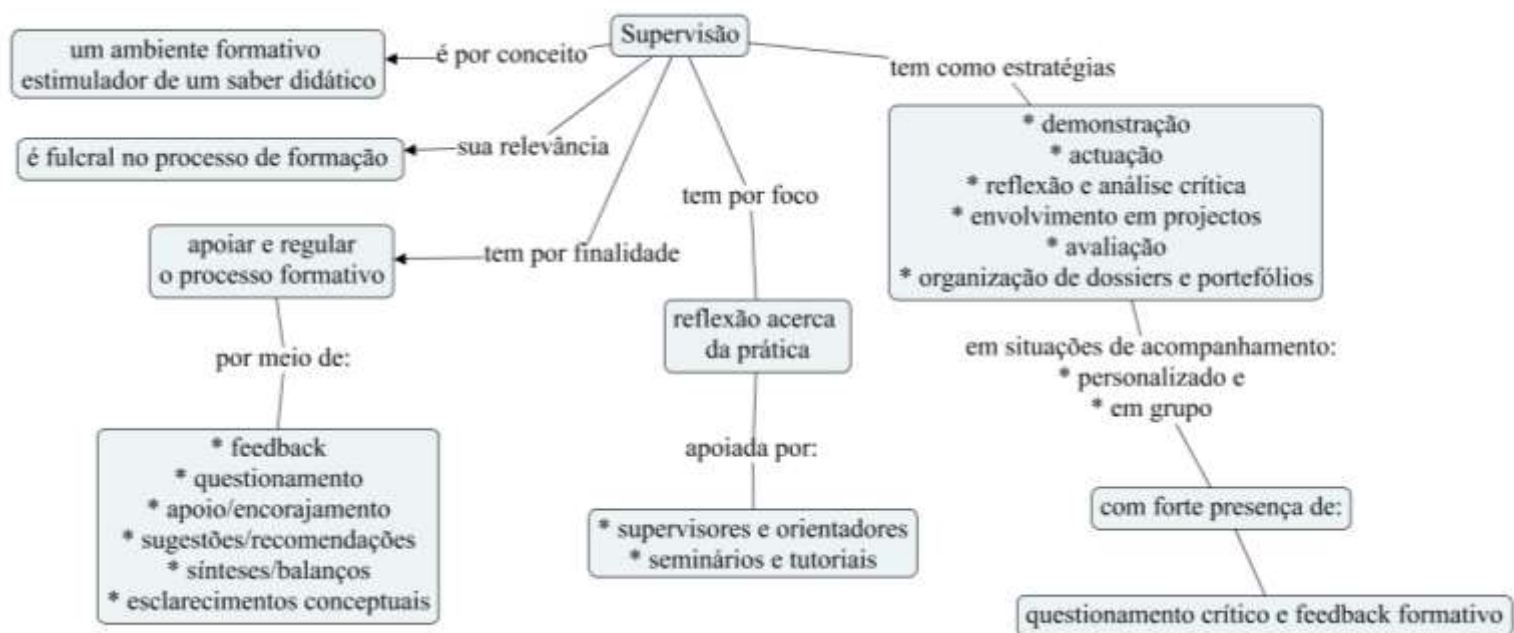 Supervisão
é por conceito
um ambiente formativo
estimulador de um saber didático
sua relevância
é fulcral no processo de formação
tem por finalidade
apoiar e regular
o processo formativo
por meio de:
* feedback
* questionamento
* apoio/encorajamento
* sugestões/recomendações
* sínteses/balanços
* esclarecimentos conceptuais
tem por foco
reflexão acerca
da prática
apoiada por:
* supervisores e orientadores
* seminários e tutoriais
tem como estratégias
* demonstração
* actuação
* reflexão e análise crítica
* envolvimento em projectos
* avaliação
* organização de dossiers e portefólios
em situações de acompanhamento:
* personalizado e
* em grupo
com forte presença de:
questionamento crítico e feedback formativo